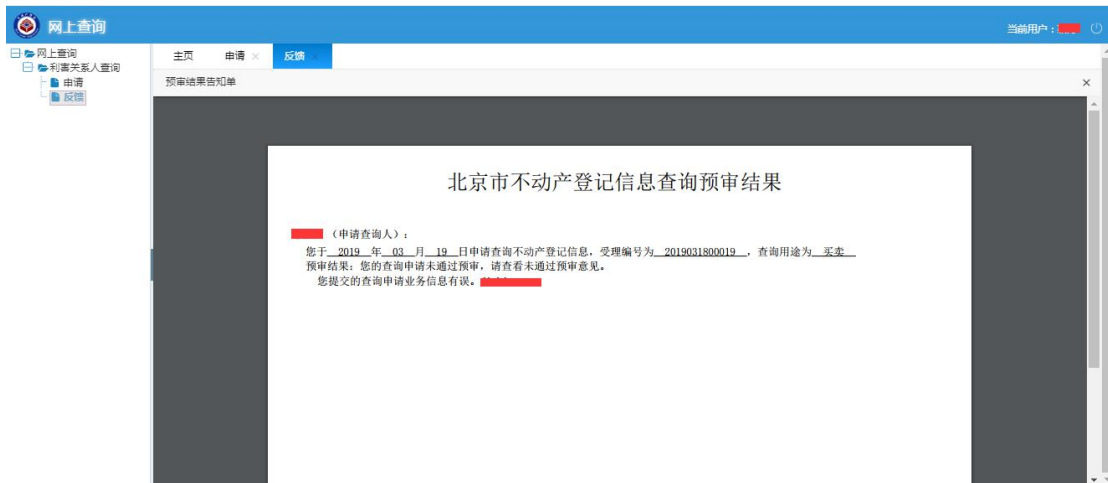 网上查询
当前用户：
网上查询
利害关系人查询
申请
反馈
主页 申请 × 反馈 ×
预审结果告知单 ×
北京市不动产登记信息查询预审结果
（申请查询人）：
您于 2019 年 03 月 19 日申请查询不动产登记信息，受理编号为 2019031800019 ，查询用途为 买卖
预审结果：您的查询申请未通过预审，请查看未通过预审意见。
您提交的查询申请业务信息有误。